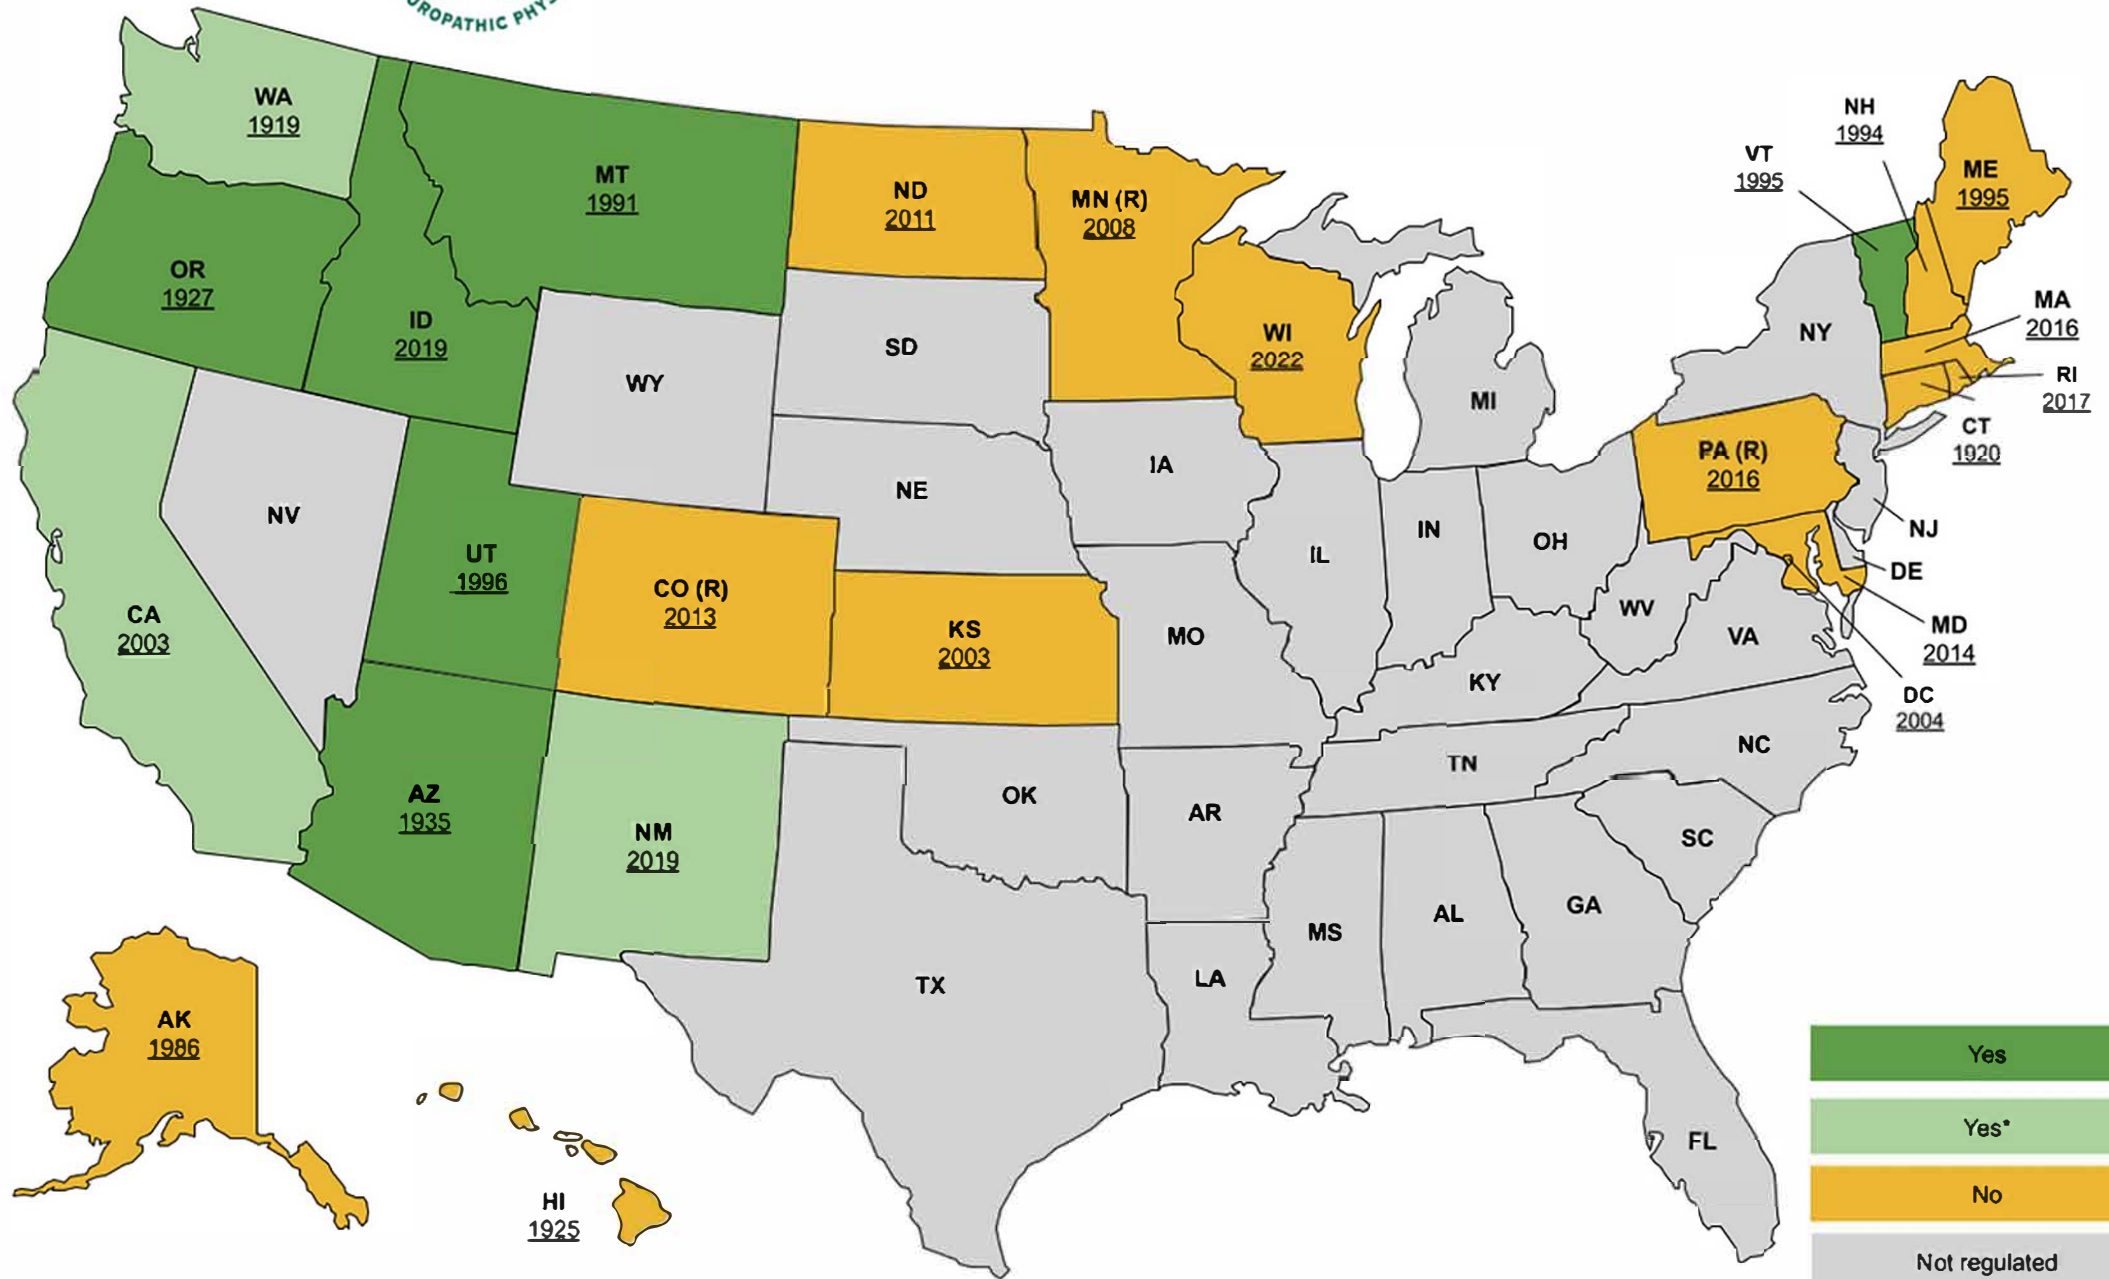 WA
1919
MT
1991
ND
2011
MN (R)
2008
NH
1994
VT
1995
ME
1995
OR
1927
ID
2019
WY
SD
WI
2022
MI
NY
MA
2016
RI
2017
CT
1920
NV
UT
1996
NE
IA
PA (R)
2016
NJ
CA
2003
CO (R)
2013
KS
2003
MO
IL
IN
OH
WV
VA
DE
MD
2014
DC
2004
KY
AZ
1935
NM
2019
OK
AR
TN
NC
SC
MS
AL
GA
TX
LA
FL
AK
1986
HI
1925
Yes
Yes*
No
Not regulated